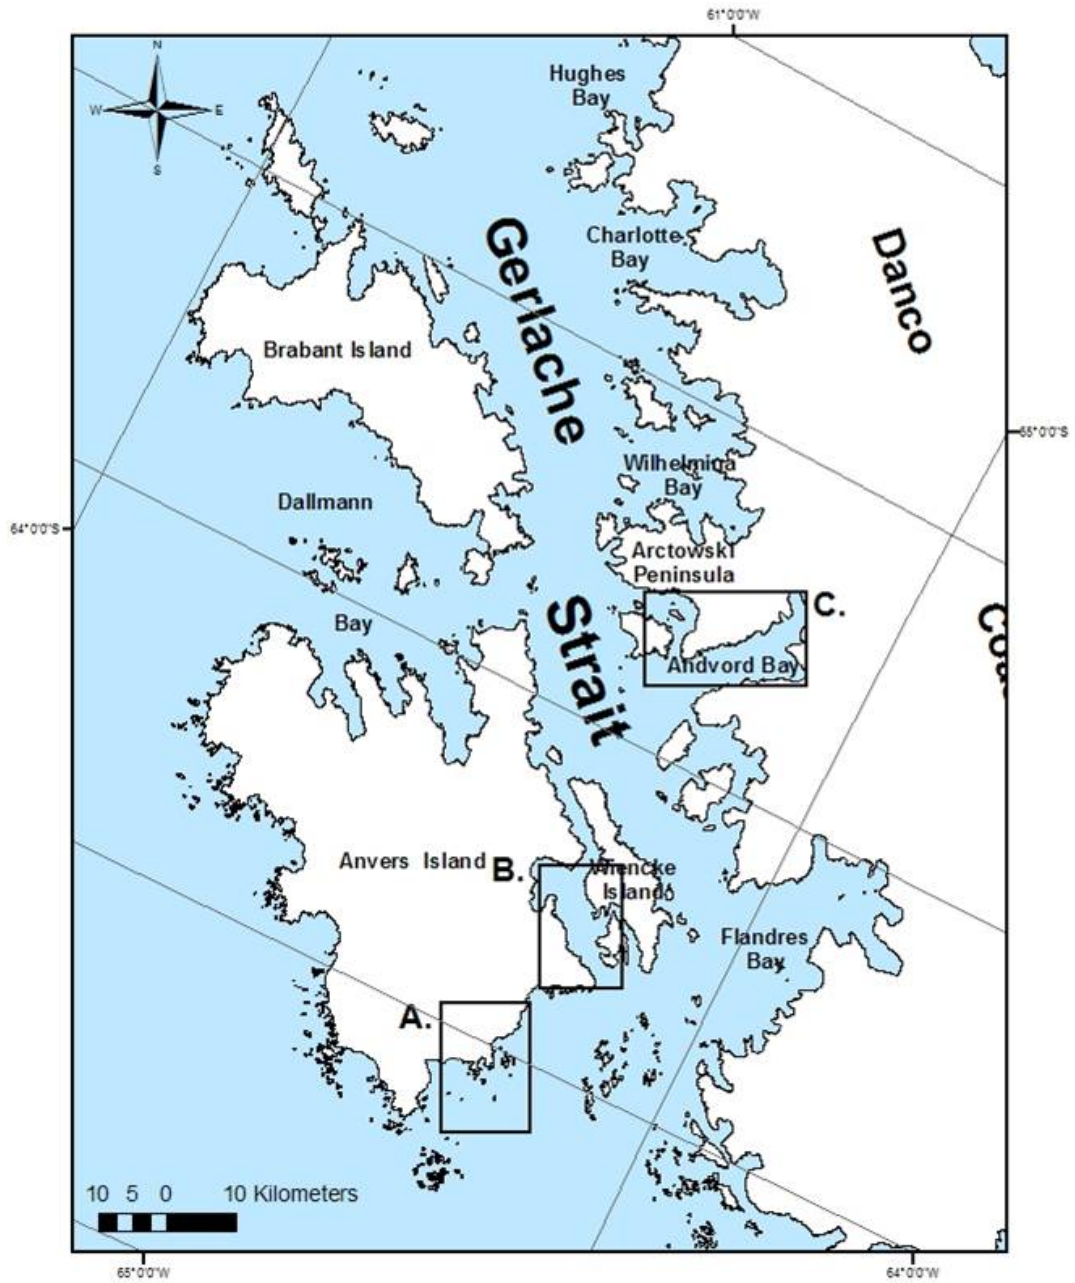 61°0'0"W
N
W
E
S
Hughes
Bay
Charlotte
Bay
Gerlache
Danco
Brabant Island
65°0'0"S
Wilhelmina
Bay
Dallmann
64°0'0"S
Arctowski
Peninsula
Strait
C.
Bay
Andvord Bay
Anvers Island
B.
Wiencke
Island
Flandres
Bay
A.
10 5 0 10 Kilometers
65°0'0"W
64°0'0"W